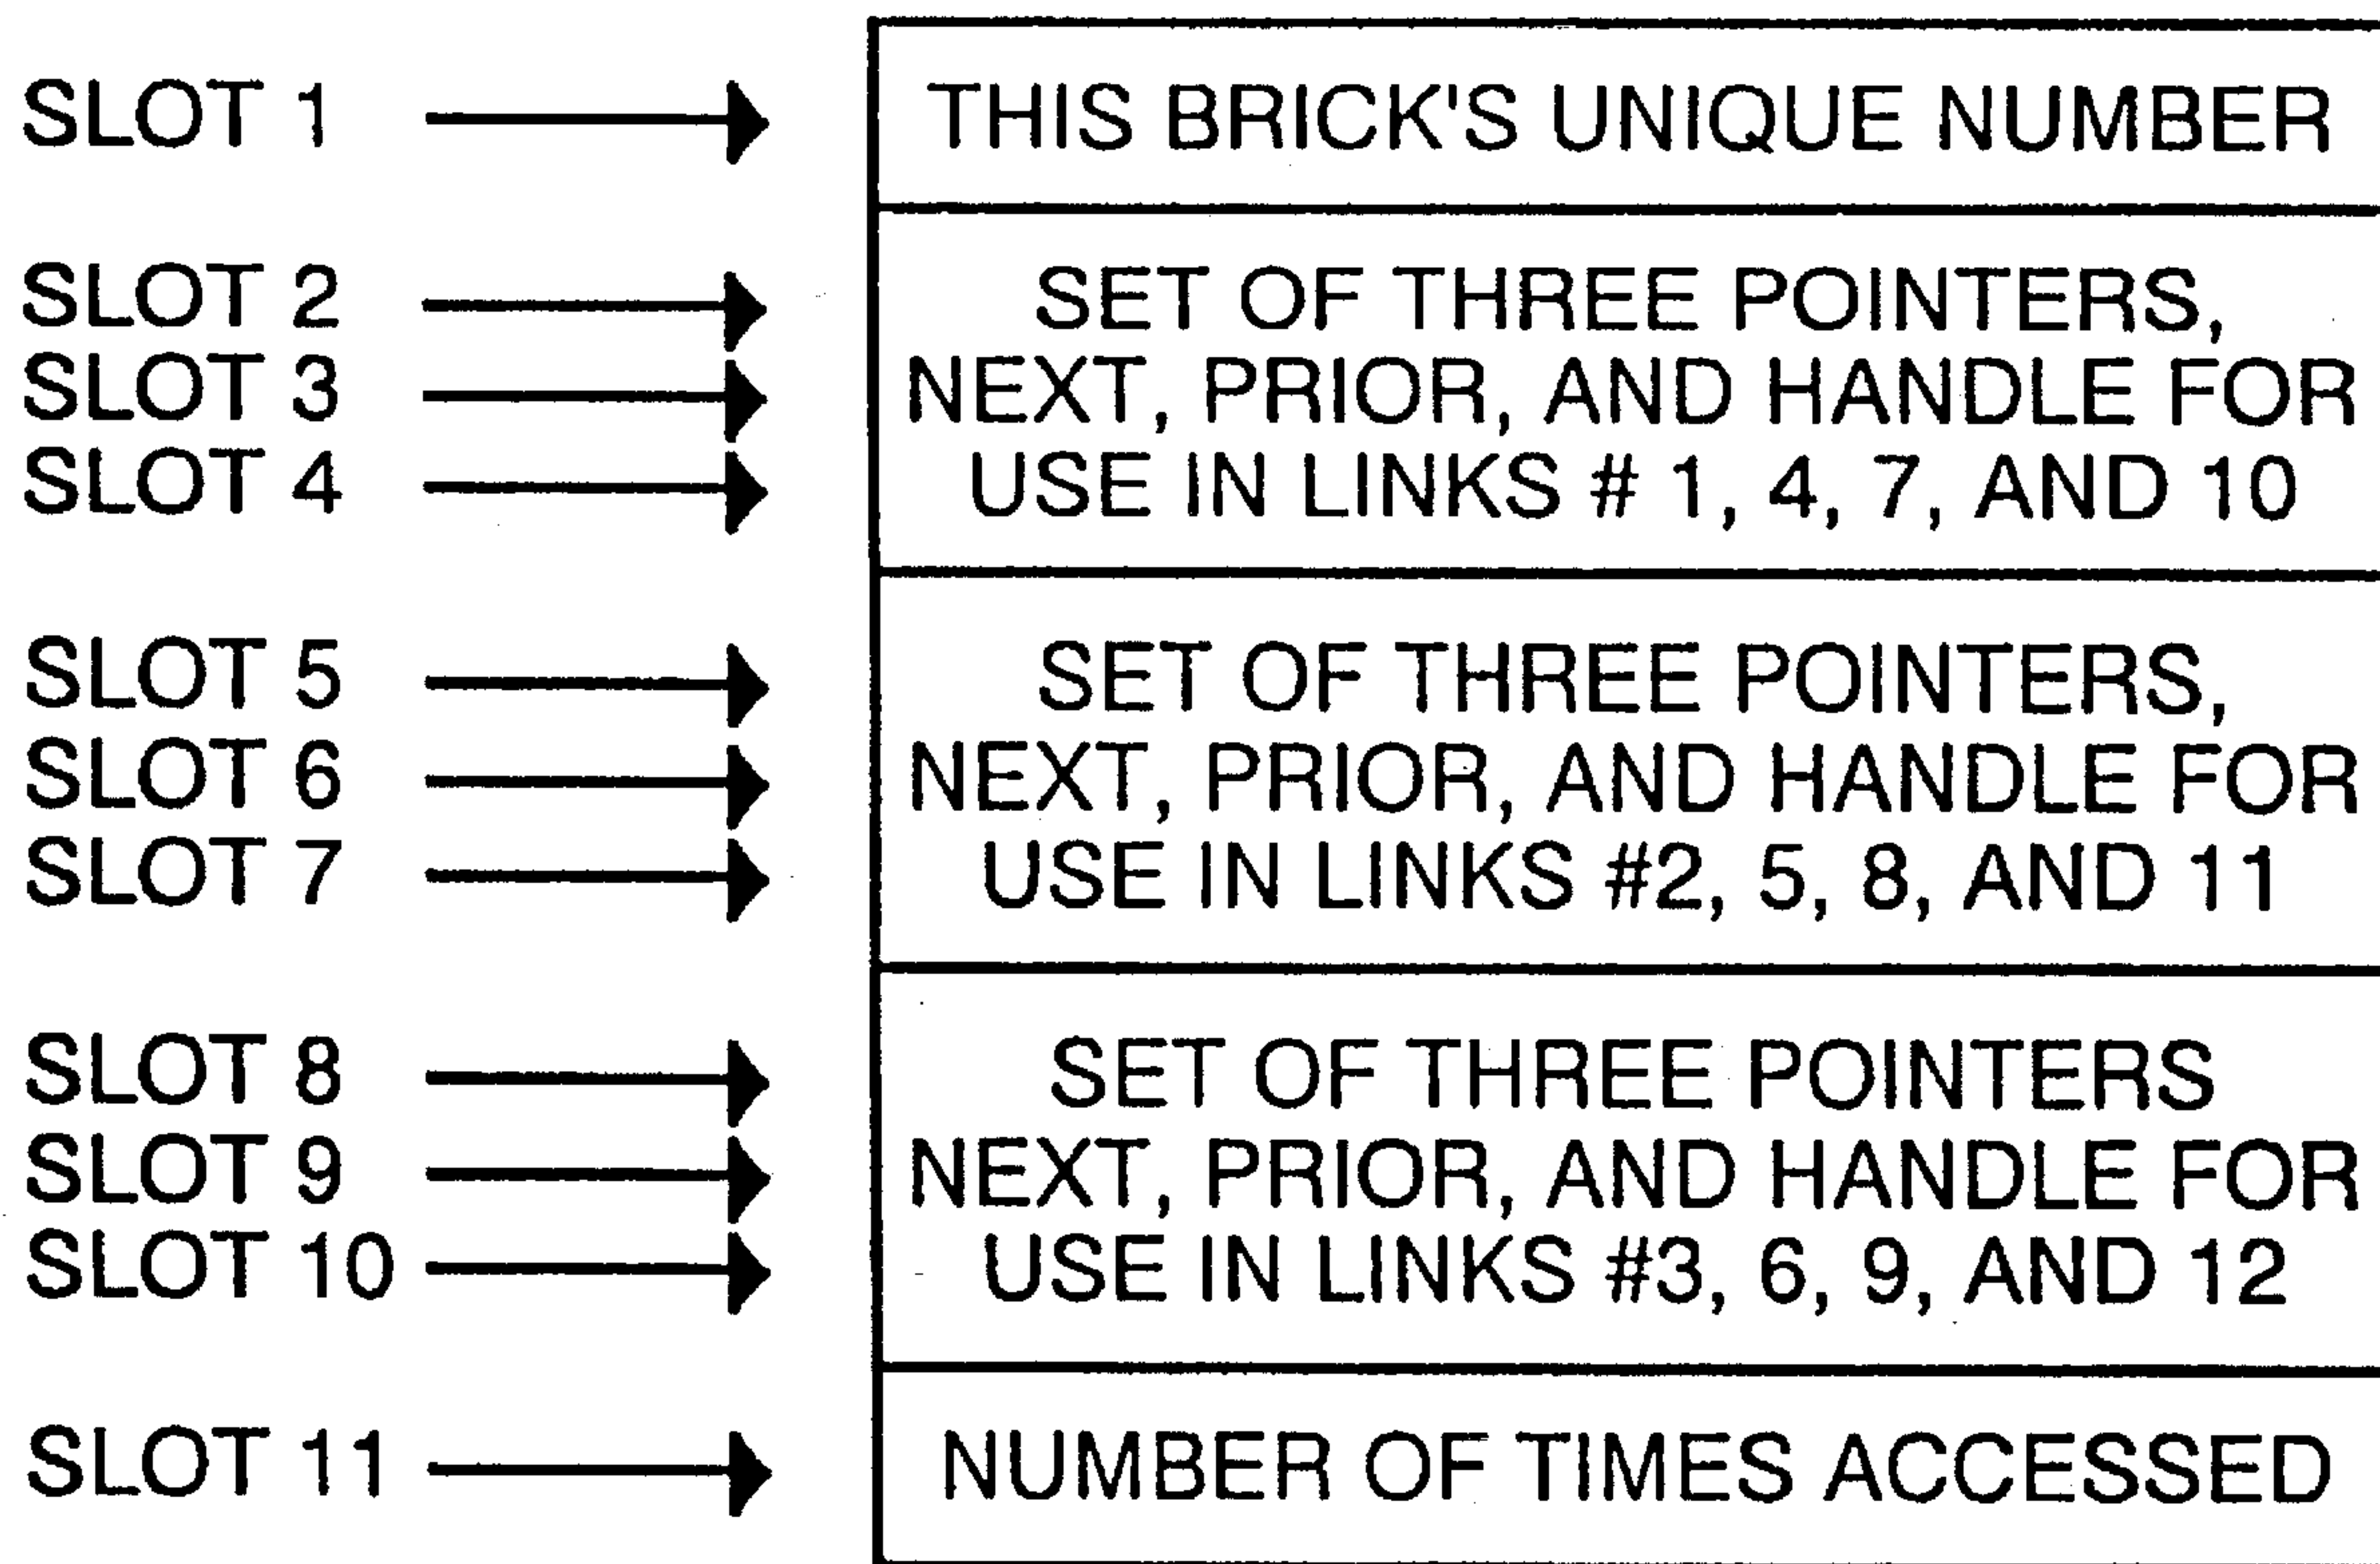 SLOT 1 THIS BRICK'S UNIQUE NUMBER
SLOT 2 SET OF THREE POINTERS,
SLOT 3 NEXT, PRIOR, AND HANDLE FOR
SLOT 4 USE IN LINKS # 1, 4, 7, AND 10
SLOT 5 SET OF THREE POINTERS,
SLOT 6 NEXT, PRIOR, AND HANDLE FOR
SLOT 7 USE IN LINKS #2, 5, 8, AND 11
SLOT 8 SET OF THREE POINTERS
SLOT 9 NEXT, PRIOR, AND HANDLE FOR
SLOT 10 USE IN LINKS #3, 6, 9, AND 12
SLOT 11 NUMBER OF TIMES ACCESSED